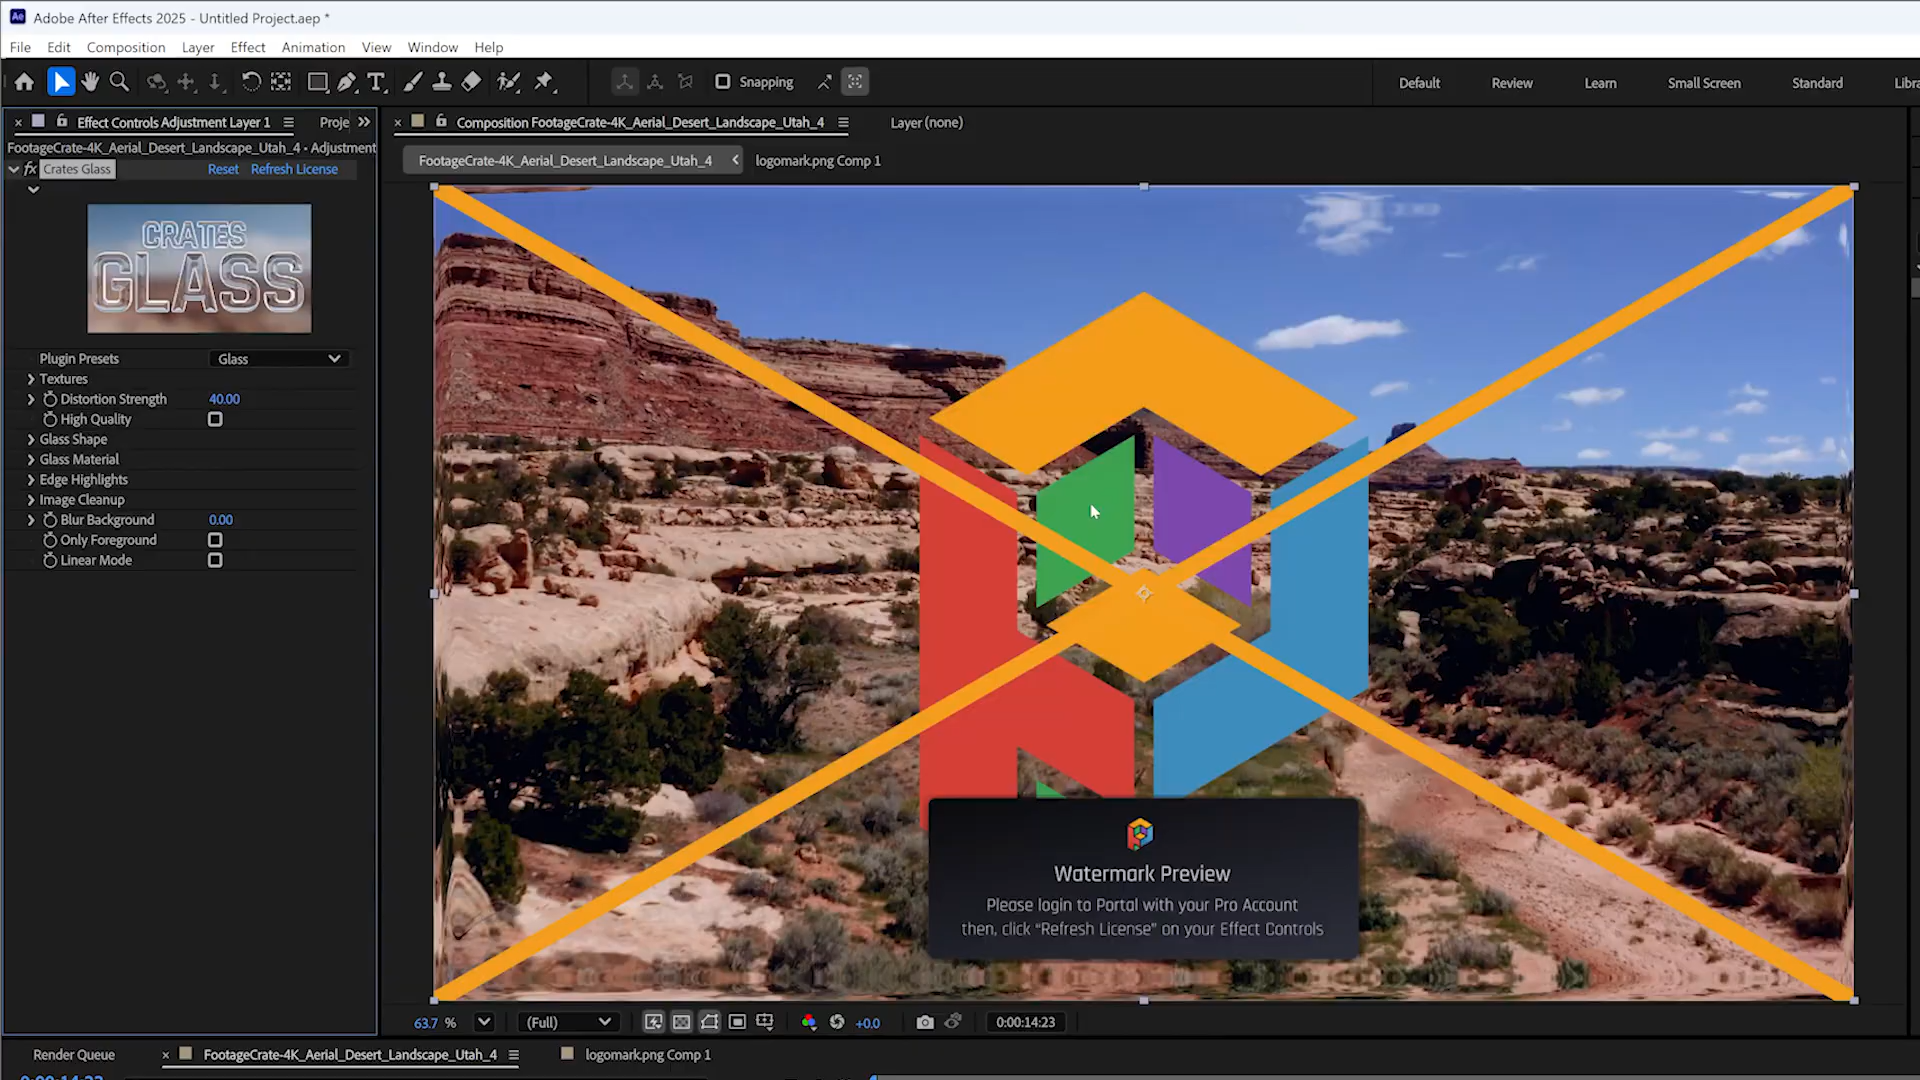 Ae Adobe After Effects 2025 - Untitled Project.aep *
File Edit Composition Layer Effect Animation View Window Help
Snapping
Default Review Learn Small Screen Standard
Effect Controls Adjustment Layer 1
Composition FootageCrate-4K_Aerial_Desert_Landscape_Utah_4
Layer (none)
FootageCrate-4K_Aerial_Desert_Landscape_Utah_4 • Adjustment
FootageCrate-4K_Aerial_Desert_Landscape_Utah_4
logomark.png Comp 1
fx Crates Glass Reset Refresh License
CRATES
GLASS
Plugin Presets Glass
Textures
Distortion Strength 40.00
High Quality
Glass Shape
Glass Material
Edge Highlights
Image Cleanup
Blur Background 0.00
Only Foreground
Linear Mode
Watermark Preview
Please login to Portal with your Pro Account
then, click “Refresh License” on your Effect Controls
63.7 % (Full) +0.0 0:00:14:23
Render Queue FootageCrate-4K_Aerial_Desert_Landscape_Utah_4 logomark.png Comp 1